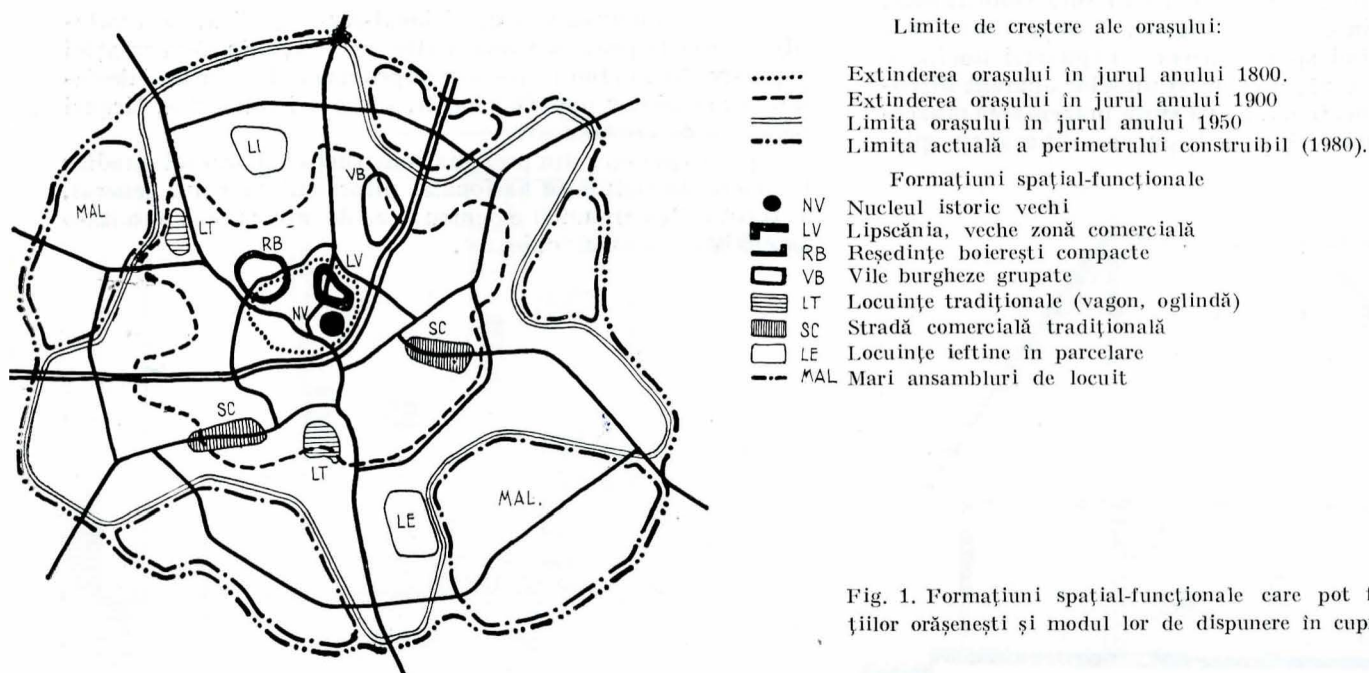 Limite de creștere ale orașului:
Extinderea orașului în jurul anului 1800.
Extinderea orașului în jurul anului 1900
Limita orașului în jurul anului 1950
Limita actuală a perimetrului construibil (1980).
Formațiuni spațial-funcționale
NV Nucleul istoric vechi
LV Lipscănia, veche zonă comercială
RB Reședințe boierești compacte
VB Vile burgheze grupate
LT Locuințe tradiționale (vagon, oglindă)
SC Stradă comercială tradițională
LE Locuințe ieftine în parcelare
MAL Mari ansambluri de locuit
LI
VB
MAL
LT
RB
LV
NV
SC
SC
LT
LE
MAL.
Fig. 1. Formațiuni spațial-funcționale care pot f
țiilor orășenești și modul lor de dispunere în cup